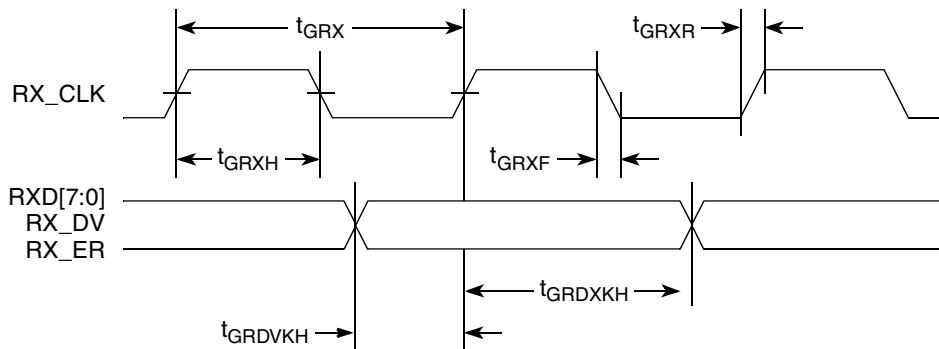 tGRX
tGRXR
RX_CLK
tGRXH
tGRXF
RXD[7:0]
RX_DV
RX_ER
tGRDXKH
tGRDVKH